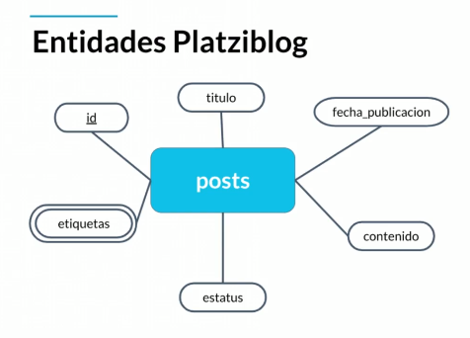 Entidades Platziblog
titulo
id
fecha_publicacion
posts
etiquetas
contenido
estatus